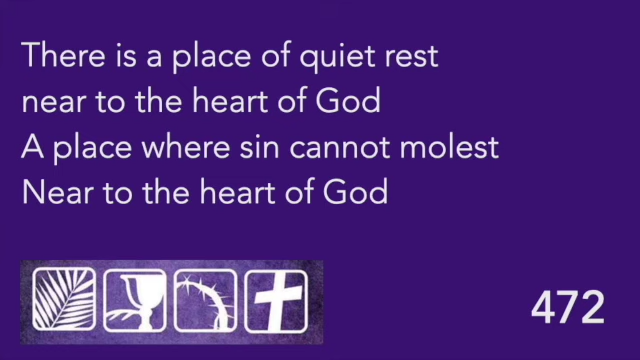 There is a place of quiet rest
near to the heart of God
A place where sin cannot molest
Near to the heart of God
472